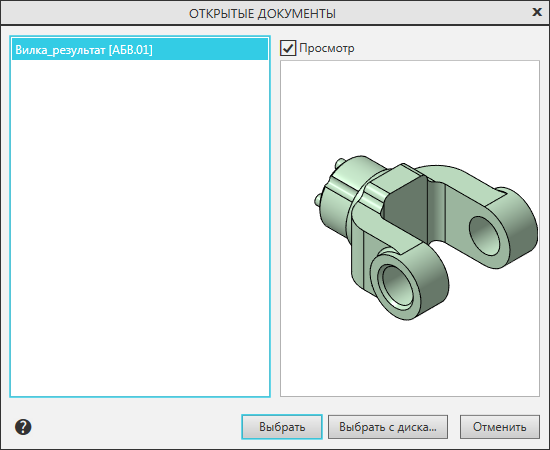 ОТКРЫТЫЕ ДОКУМЕНТЫ
Вилка_результат [АБВ.01]
Просмотр
Выбрать
Выбрать с диска...
Отменить